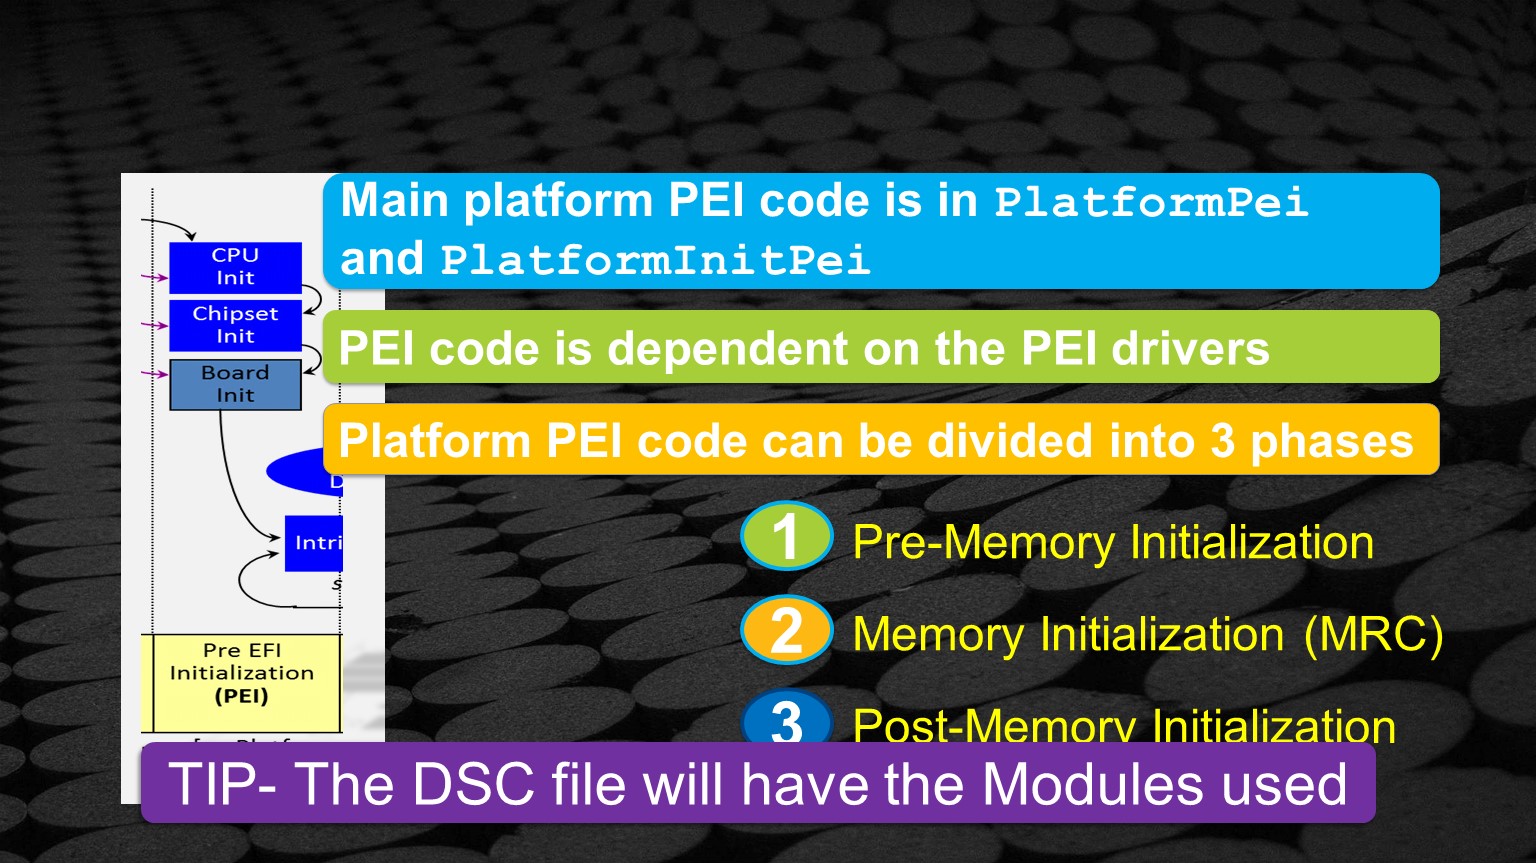 Main platform PEI code is in PlatformPei
and PlatformInitPei
CPU
Init
Chipset
Init
Board
Init
PEI code is dependent on the PEI drivers
Platform PEI code can be divided into 3 phases
D
Intri
s
1 Pre-Memory Initialization
2 Memory Initialization (MRC)
3 Post-Memory Initialization
Pre EFI
Initialization
(PEI)
TIP- The DSC file will have the Modules used